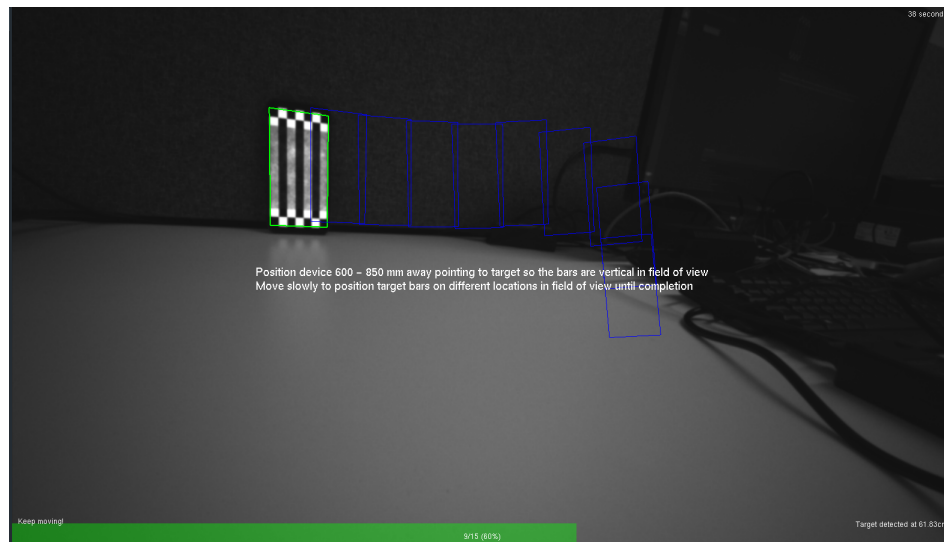 38 second
Position device 600 – 850 mm away pointing to target so the bars are vertical in field of view
Move slowly to position target bars on different locations in field of view until completion
Keep moving!
Target detected at 61.83c
9/15 (60%)